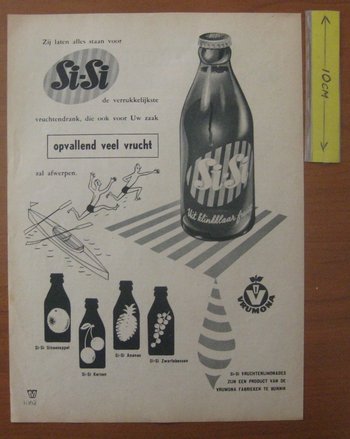 Zij laten alles staan voor
Si-Si
de verrukkelijkste
vruchtendrank, die ook voor Uw zaak
opvallend veel vrucht
zal afwerpen.
Si-Si
Uit klinkklaar
10CM
Si-Si Sinaasappel
Si-Si Kersen
Si-Si Ananas
Si-Si Zwartebessen
VRUMONA
Si-Si VRUCHTENLIMONADES
ZIJN EEN PRODUCT VAN DE
VRUMONA FABRIEKEN TE BUNNIK